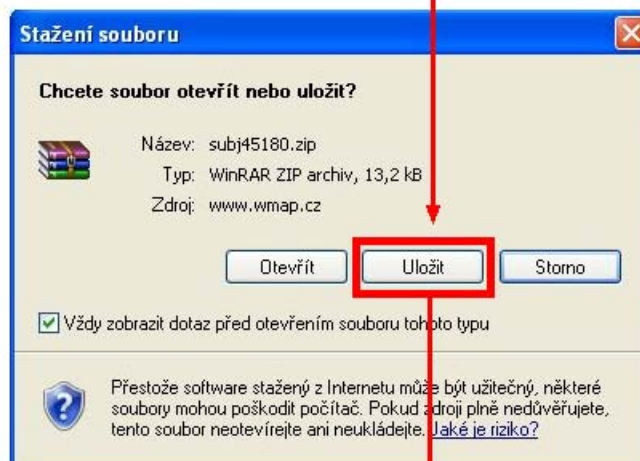 Stažení souboru
Chcete soubor otevřít nebo uložit?
Název: subj45180.zip
Typ: WinRAR ZIP archiv, 13,2 kB
Zdroj: www.wmap.cz
Otevřít Uložit Storno
Vždy zobrazit dotaz před otevřením souboru tohoto typu
Přestože software stažený z Internetu může být užitečný, některé
soubory mohou poškodit počítač. Pokud zdroji plně nedůvěřujete,
tento soubor neotevírejte ani neukládejte. Jaké je riziko?